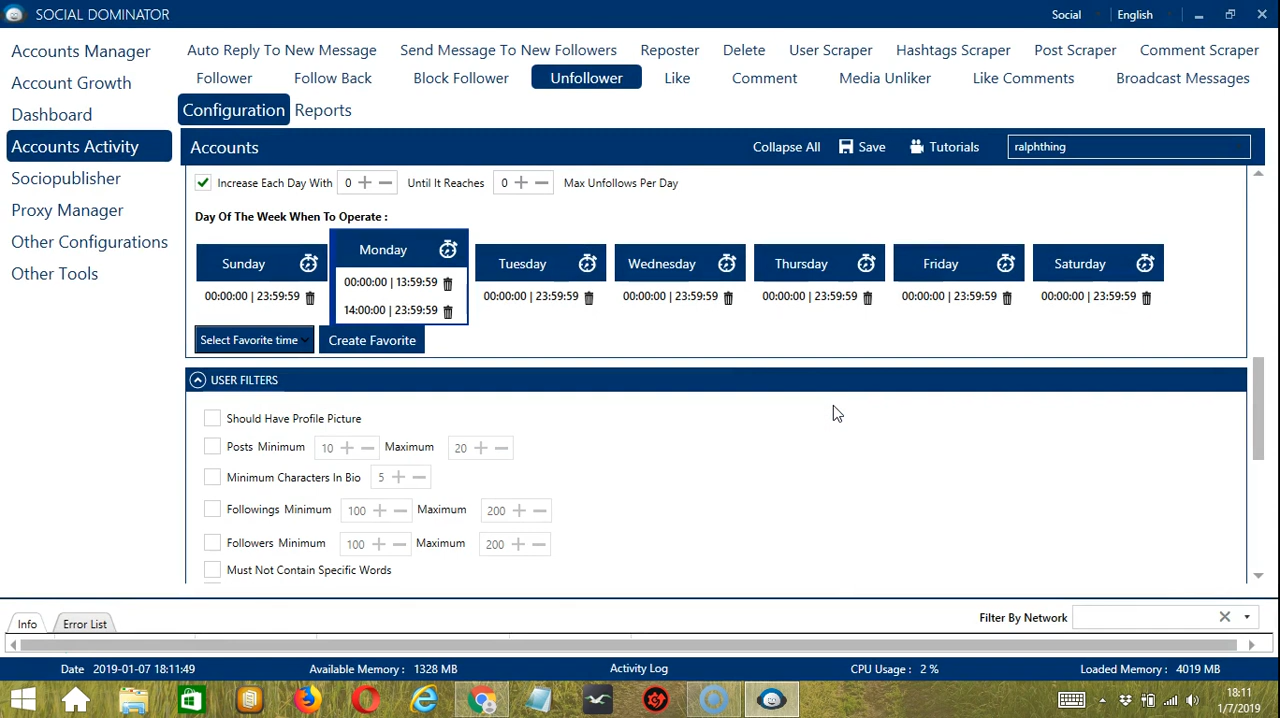 SOCIAL DOMINATOR
Social
English
Accounts Manager
Account Growth
Dashboard
Accounts Activity
Sociopublisher
Proxy Manager
Other Configurations
Other Tools
Auto Reply To New Message
Send Message To New Followers
Reposter
Delete
User Scraper
Hashtags Scraper
Post Scraper
Comment Scraper
Follower
Follow Back
Block Follower
Unfollower
Like
Comment
Media Unliker
Like Comments
Broadcast Messages
Configuration
Reports
Accounts
Collapse All
Save
Tutorials
ralphthing
Increase Each Day With 0 + − Until It Reaches 0 + − Max Unfollows Per Day
Day Of The Week When To Operate :
Sunday
00:00:00 | 23:59:59
Monday
00:00:00 | 13:59:59
14:00:00 | 23:59:59
Tuesday
00:00:00 | 23:59:59
Wednesday
00:00:00 | 23:59:59
Thursday
00:00:00 | 23:59:59
Friday
00:00:00 | 23:59:59
Saturday
00:00:00 | 23:59:59
Select Favorite time
Create Favorite
USER FILTERS
Should Have Profile Picture
Posts Minimum 10 + − Maximum 20 + −
Minimum Characters In Bio 5 + −
Followings Minimum 100 + − Maximum 200 + −
Followers Minimum 100 + − Maximum 200 + −
Must Not Contain Specific Words
Info
Error List
Filter By Network
Date 2019-01-07 18:11:49
Available Memory : 1328 MB
Activity Log
CPU Usage : 2 %
Loaded Memory : 4019 MB
18:11
1/7/2019